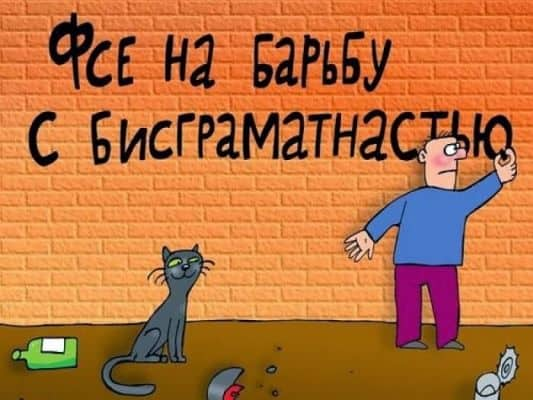 Фсе на барьбу
с бисграматнастью